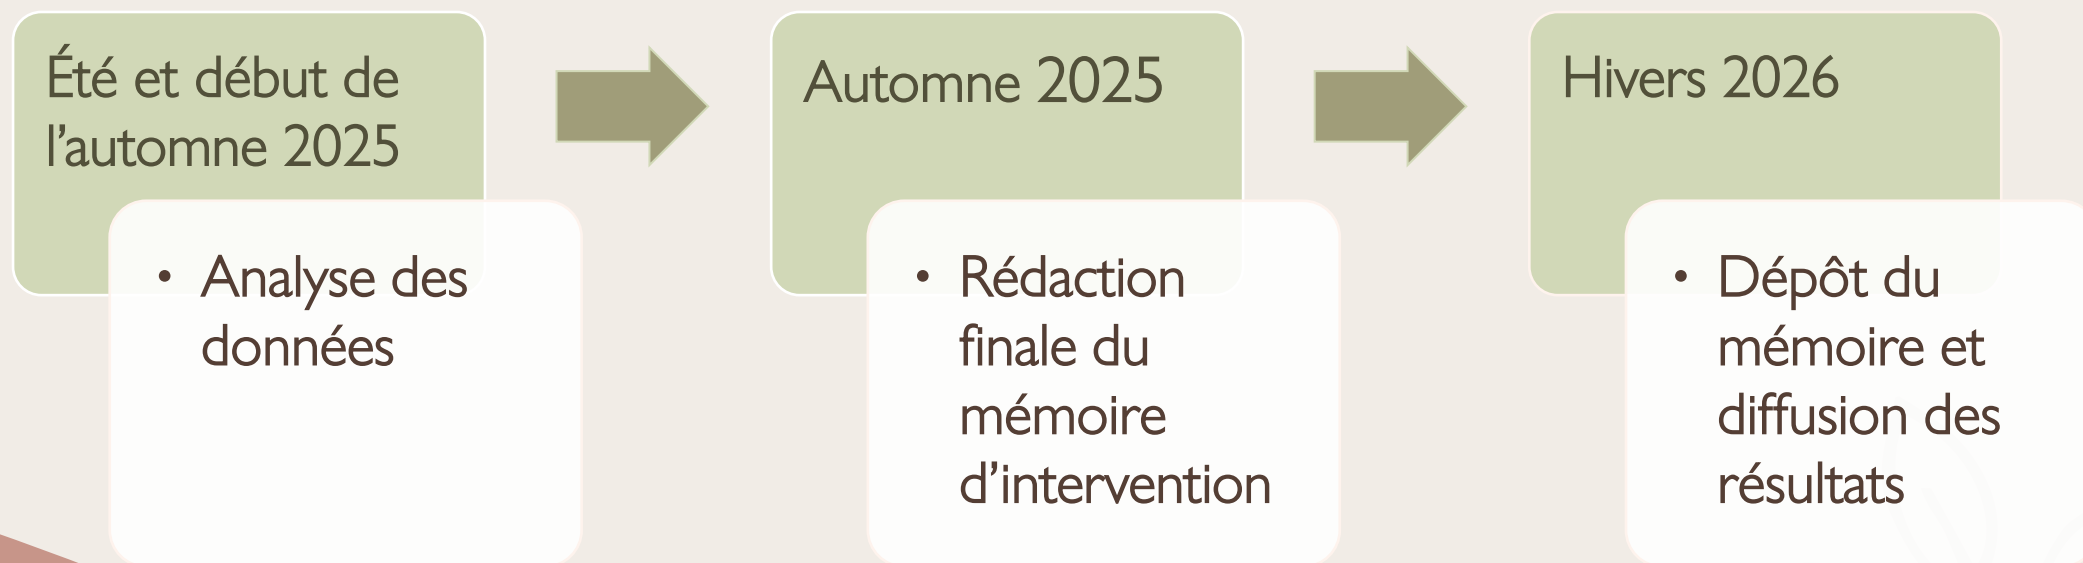 Été et début de
l’automne 2025
• Analyse des
données
Automne 2025
• Rédaction
finale du
mémoire
d’intervention
Hivers 2026
• Dépôt du
mémoire et
diffusion des
résultats